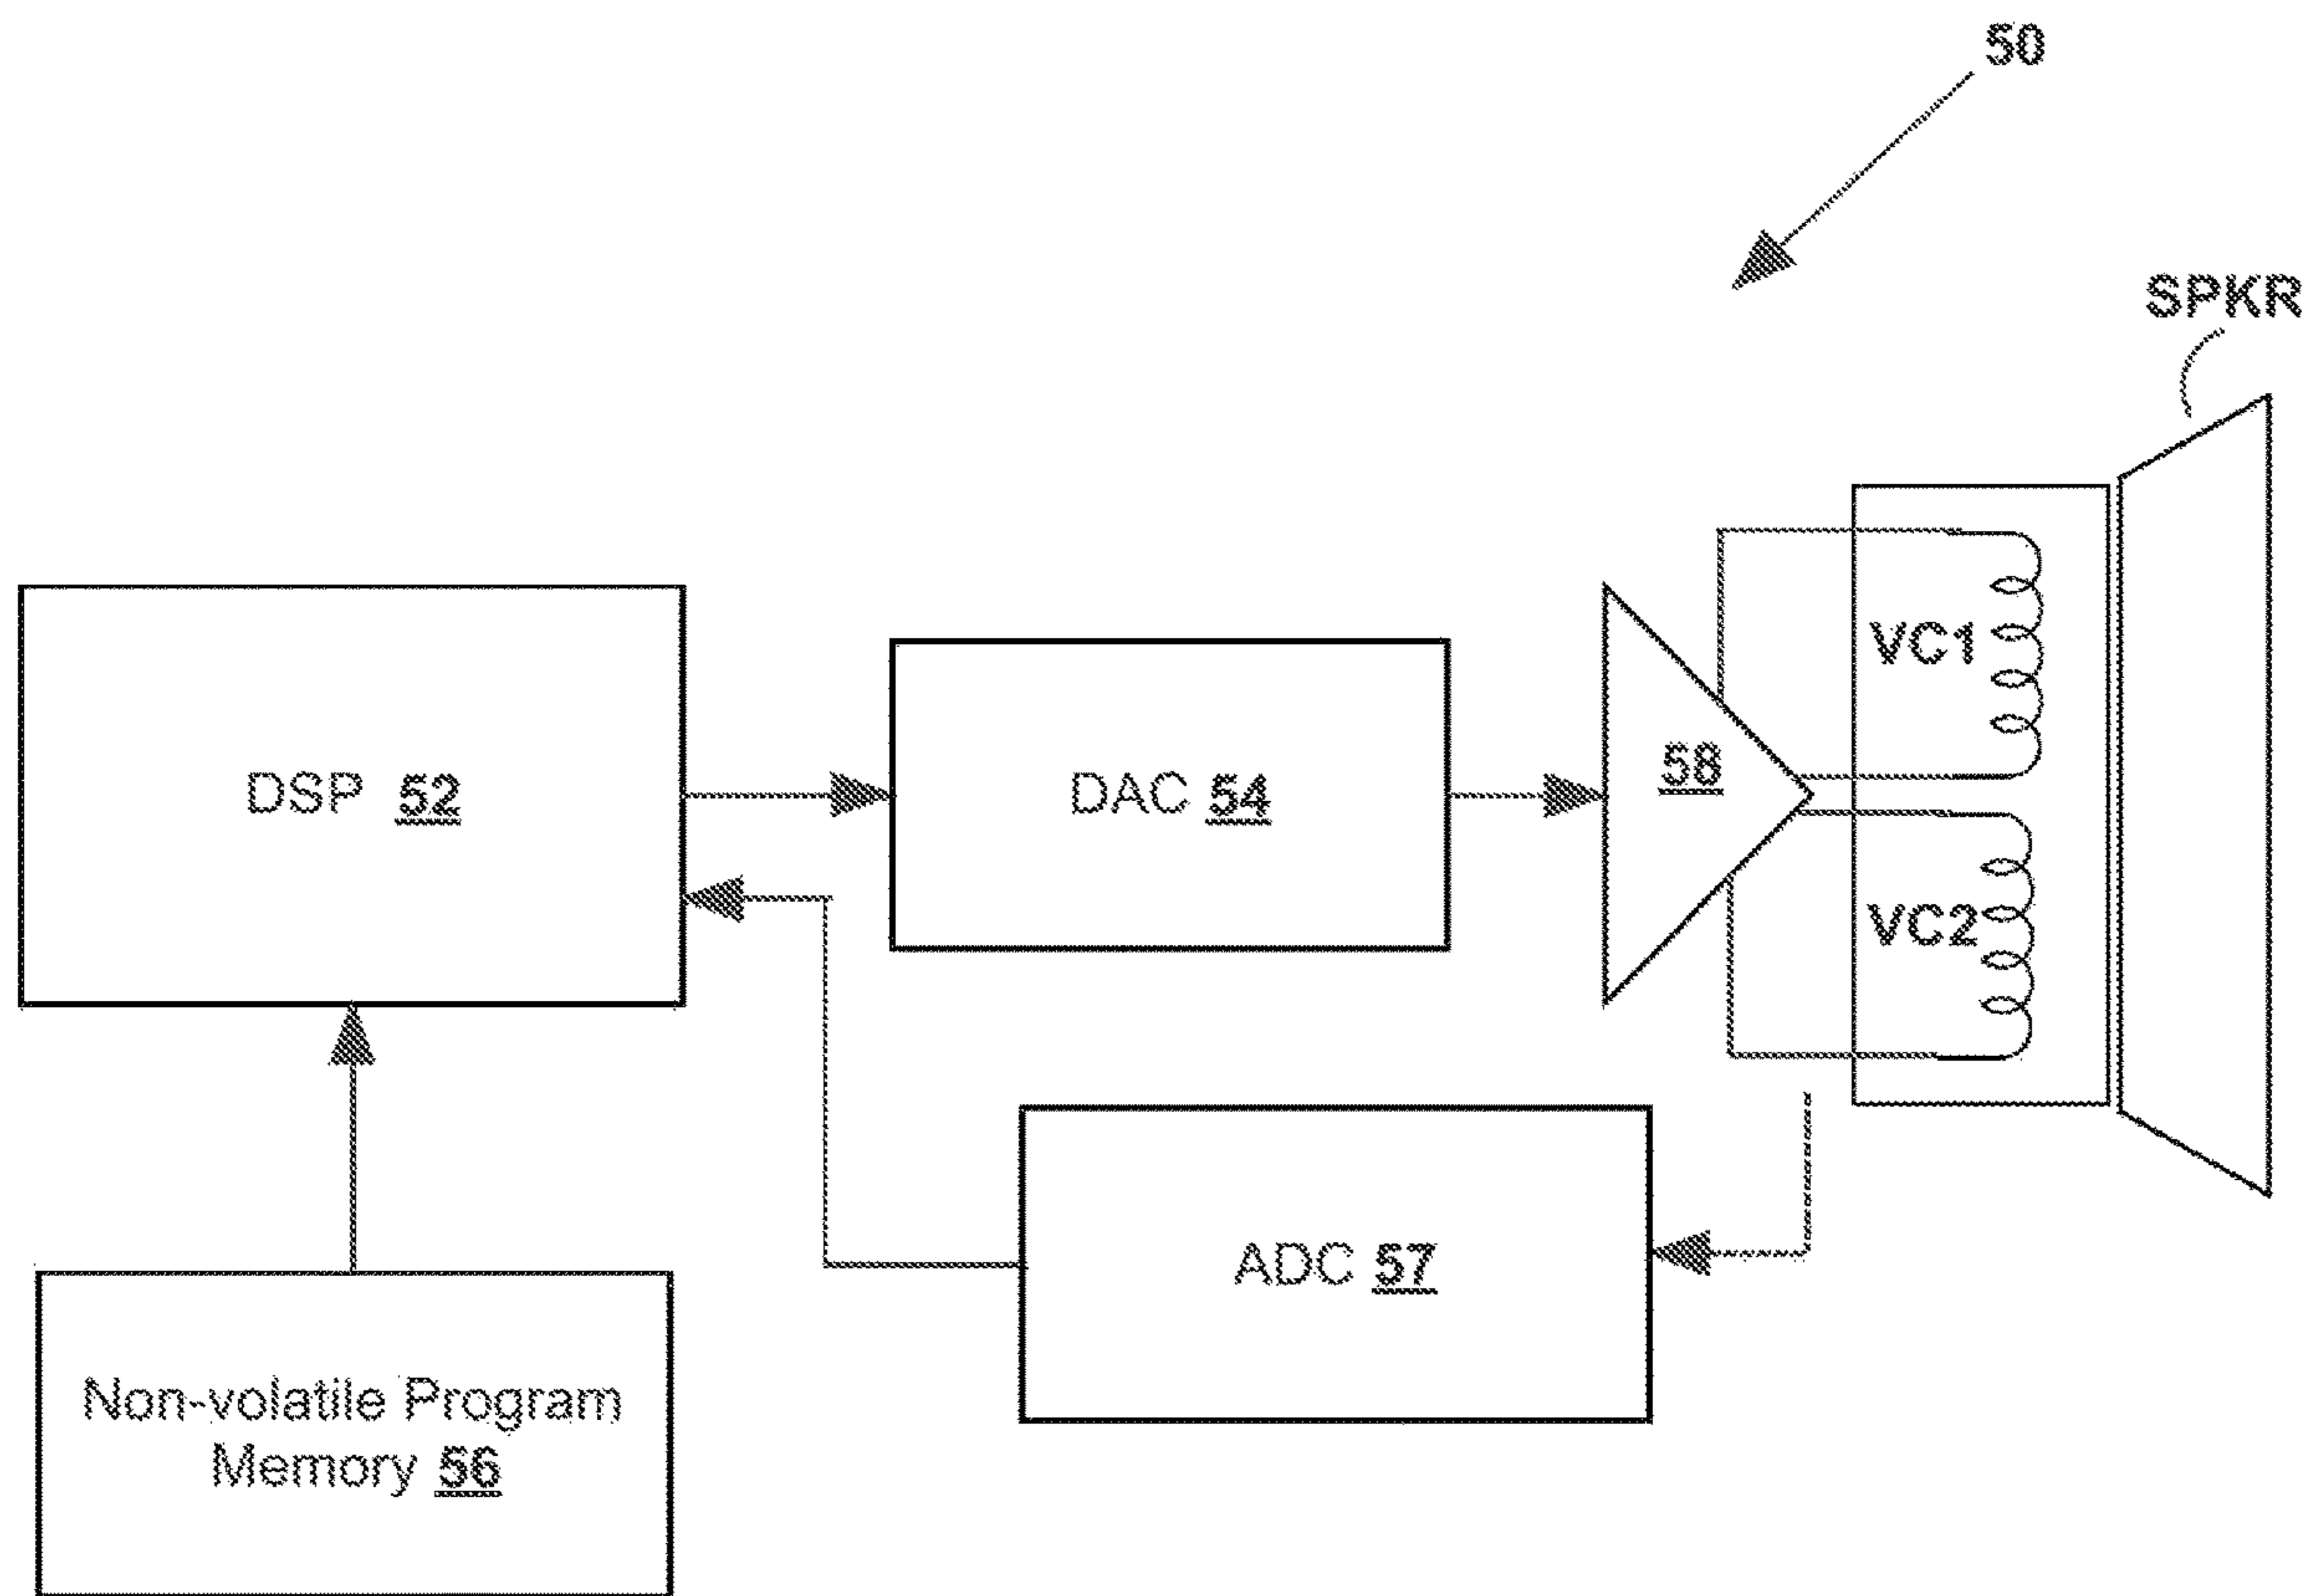 50
SPKR
VC1
DSP 52
DAC 54
58
VC2
ADC 57
Non-volatile Program
Memory 56